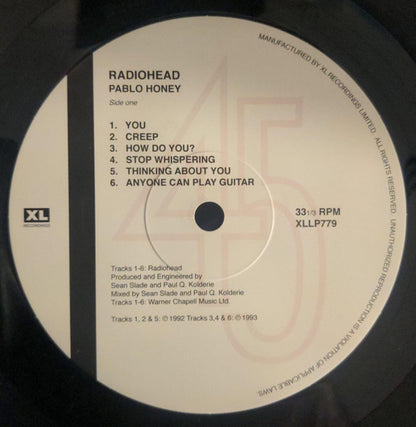 RADIOHEAD
PABLO HONEY
Side one
1. YOU
2. CREEP
3. HOW DO YOU?
4. STOP WHISPERING
5. THINKING ABOUT YOU
6. ANYONE CAN PLAY GUITAR
45
XL
RECORDINGS
33 1/3 RPM
XLLP779
Tracks 1-6: Radiohead
Produced and Engineered by
Sean Slade and Paul Q. Kolderie
Mixed by Sean Slade and Paul Q. Kolderie
Tracks 1-6: Warner Chapell Music Ltd.
Tracks 1, 2 & 5: ℗ 1992 Tracks 3,4 & 6: ℗ 1993
MANUFACTURED BY XL RECORDINGS LIMITED. ALL RIGHTS RESERVED. UNAUTHORIZED REPRODUCTION IS A VIOLATION OF APPLICABLE LAWS.